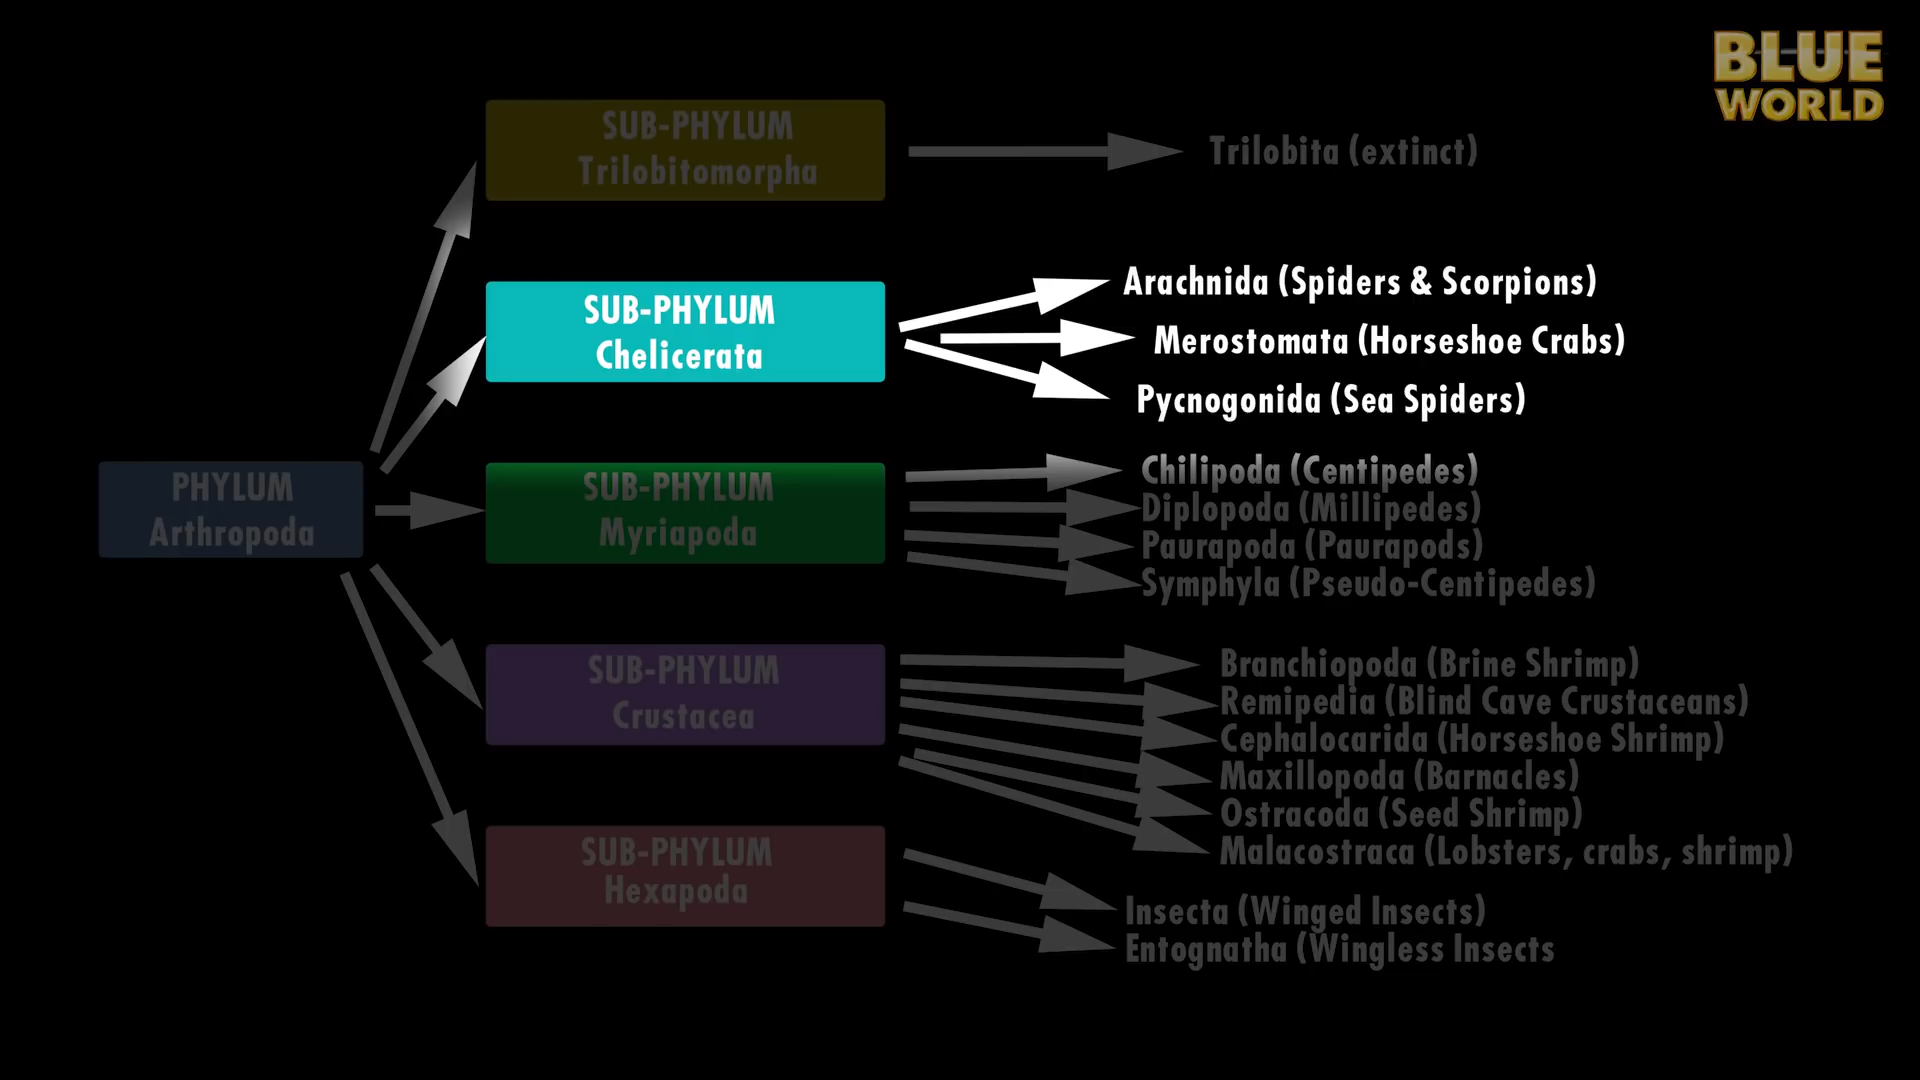 BLUE
WORLD
SUB-PHYLUM
Trilobitomorpha
Trilobita (extinct)
SUB-PHYLUM
Chelicerata
Arachnida (Spiders & Scorpions)
Merostomata (Horseshoe Crabs)
Pycnogonida (Sea Spiders)
PHYLUM
Arthropoda
SUB-PHYLUM
Myriapoda
Chilipoda (Centipedes)
Diplopoda (Millipedes)
Paurapoda (Paurapods)
Symphyla (Pseudo-Centipedes)
SUB-PHYLUM
Crustacea
Branchiopoda (Brine Shrimp)
Remipedia (Blind Cave Crustaceans)
Cephalocarida (Horseshoe Shrimp)
Maxillopoda (Barnacles)
Ostracoda (Seed Shrimp)
Malacostraca (Lobsters, crabs, shrimp)
SUB-PHYLUM
Hexapoda
Insecta (Winged Insects)
Entognatha (Wingless Insects